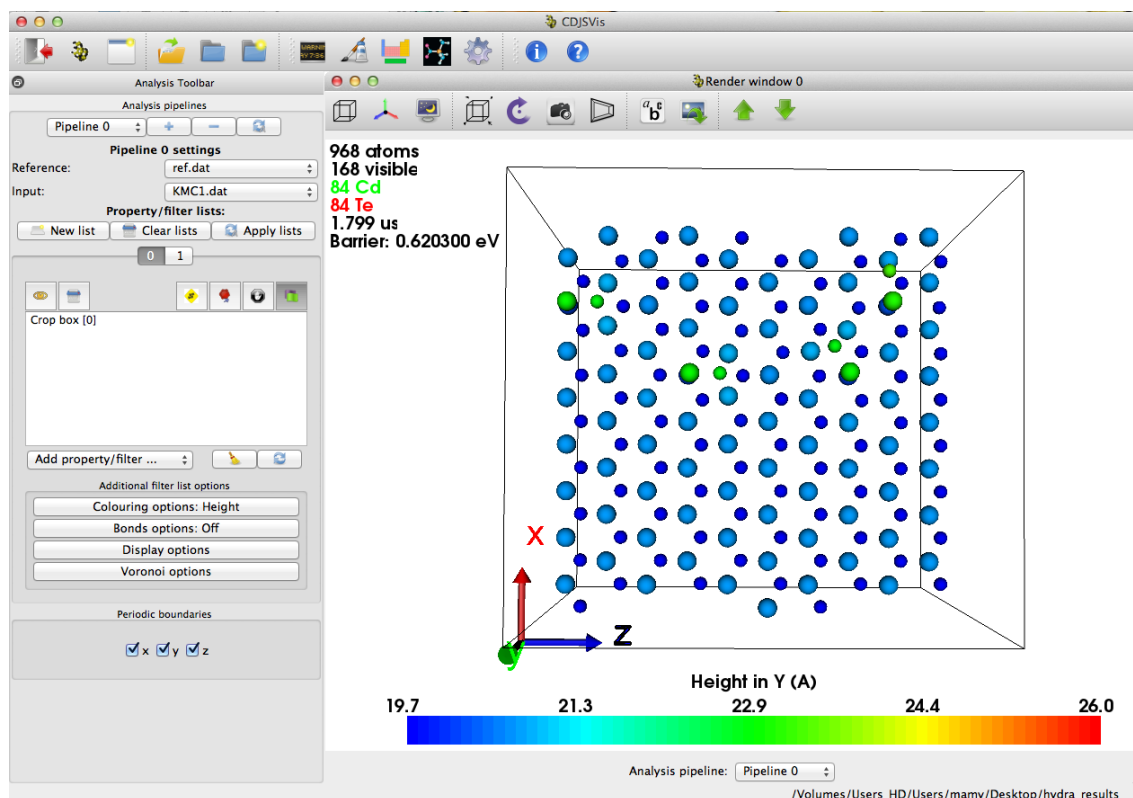 CDJSVis
WARNIN
Analysis Toolbar
Analysis pipelines
Pipeline 0
Pipeline 0 settings
Reference:
ref.dat
Input:
KMC1.dat
Property/filter lists:
New list
Clear lists
Apply lists
0
1
Crop box [0]
Add property/filter ...
Additional filter list options
Colouring options: Height
Bonds options: Off
Display options
Voronoi options
Periodic boundaries
x
y
z
Render window 0
a b c
968 atoms
168 visible
84 Cd
84 Te
1.799 us
Barrier: 0.620300 eV
X
y
Z
Height in Y (A)
19.7
21.3
22.9
24.4
26.0
Analysis pipeline:
Pipeline 0
/Volumes/Users_HD/Users/mamy/Desktop/hydra_results